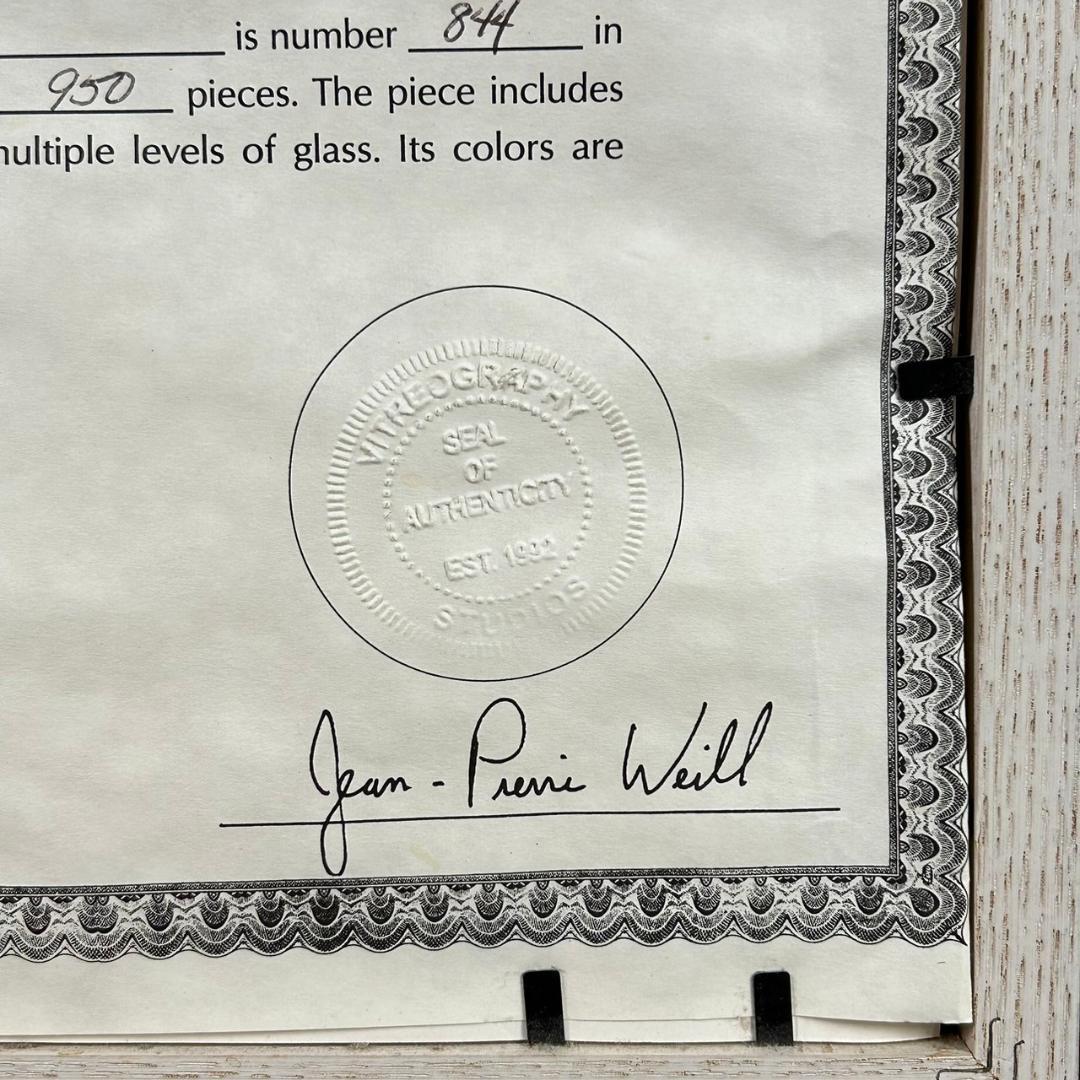 is number 844 in
950 pieces. The piece includes
multiple levels of glass. Its colors are
VITREOGRAPHY
SEAL
OF
AUTHENTICITY
EST. 1932
STUDIOS
Jean-Pierre Weill